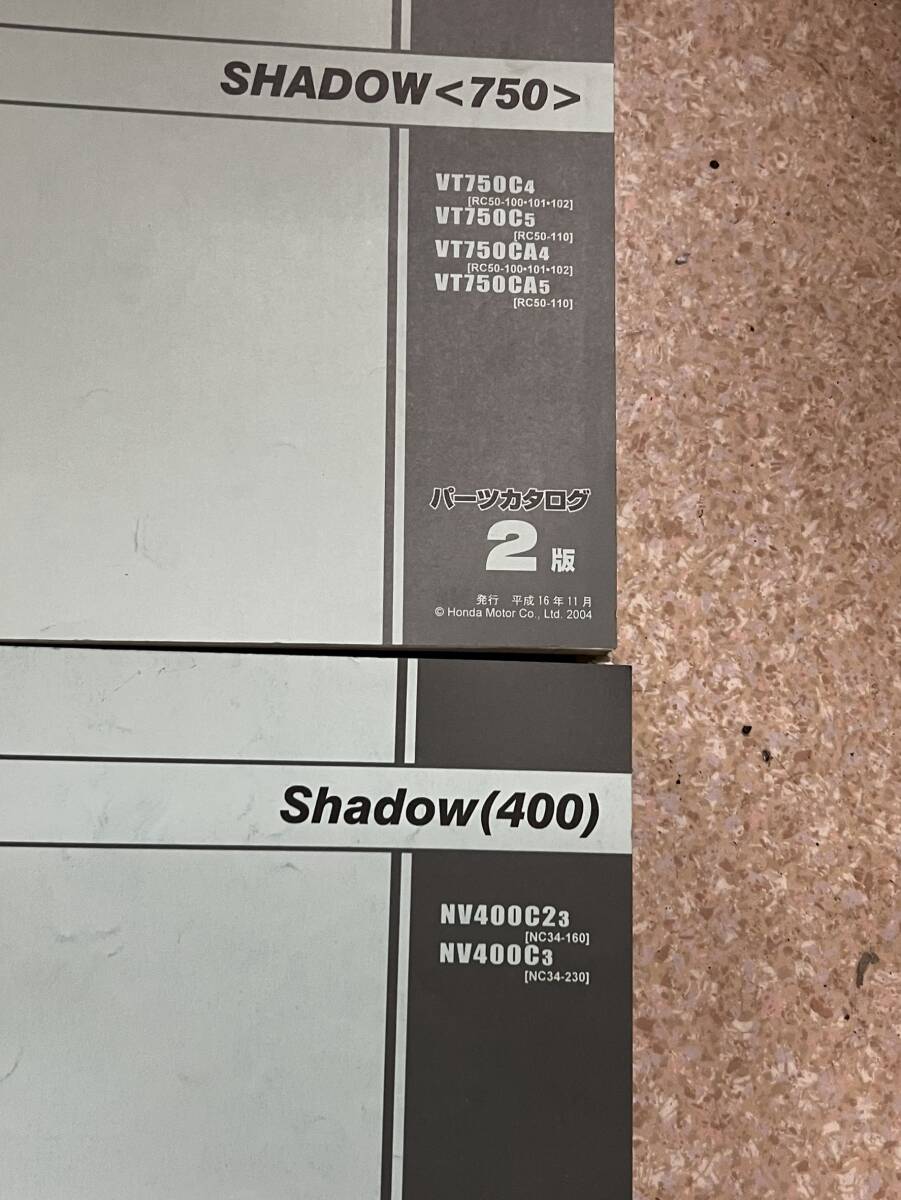 SHADOW<750>
VT750C4
[RC50-100•101•102]
VT750C5
[RC50-110]
VT750CA4
[RC50-100•101•102]
VT750CA5
[RC50-110]
パーツカタログ
2版
発行 平成16年11月
© Honda Motor Co., Ltd. 2004
Shadow(400)
NV400C23
[NC34-160]
NV400C3
[NC34-230]